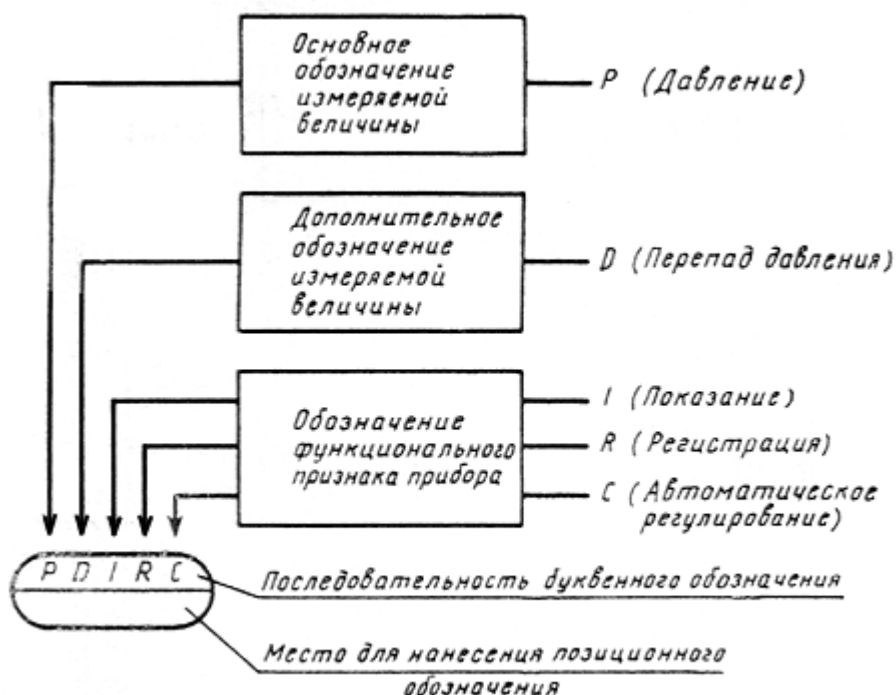 Основное
обозначение
измеряемой
величины
P (Давление)
Дополнительное
обозначение
измеряемой
величины
D (Перепад давления)
Обозначение
функционального
признака прибора
I (Показание)
R (Регистрация)
C (Автоматическое
регулирование)
P D I R C
Последовательность буквенного обозначения
Место для нанесения позиционного
обозначения